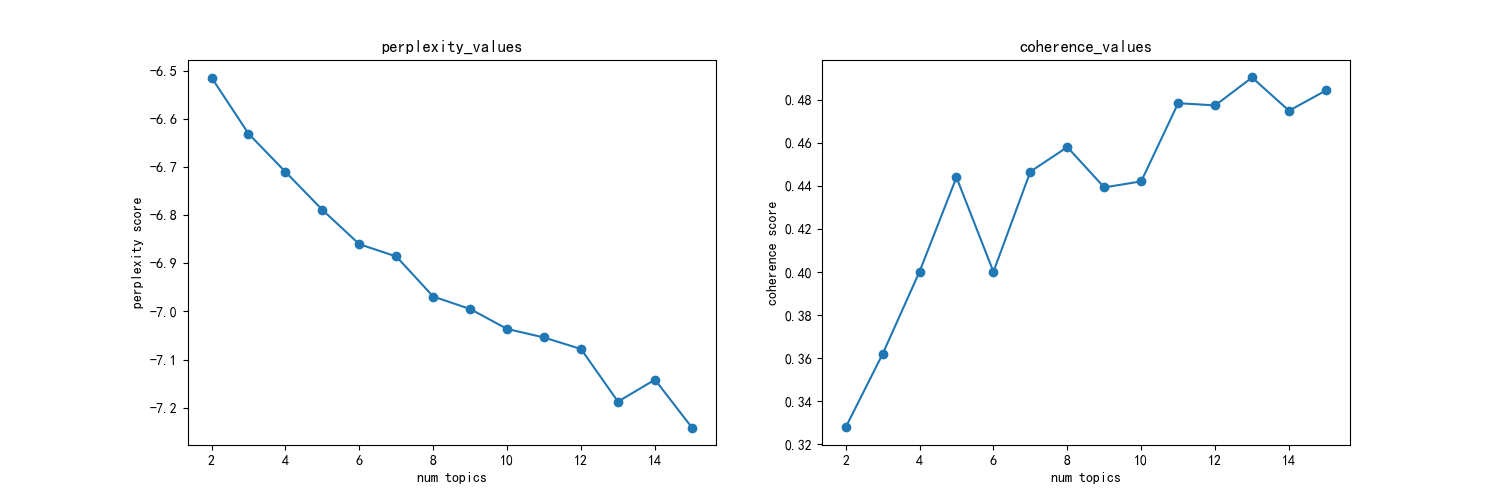 perplexity_values
perplexity score
-6.5
-6.6
-6.7
-6.8
-6.9
-7.0
-7.1
-7.2
2 4 6 8 10 12 14
num topics
coherence_values
coherence score
0.48
0.46
0.44
0.42
0.40
0.38
0.36
0.34
0.32
2 4 6 8 10 12 14
num topics